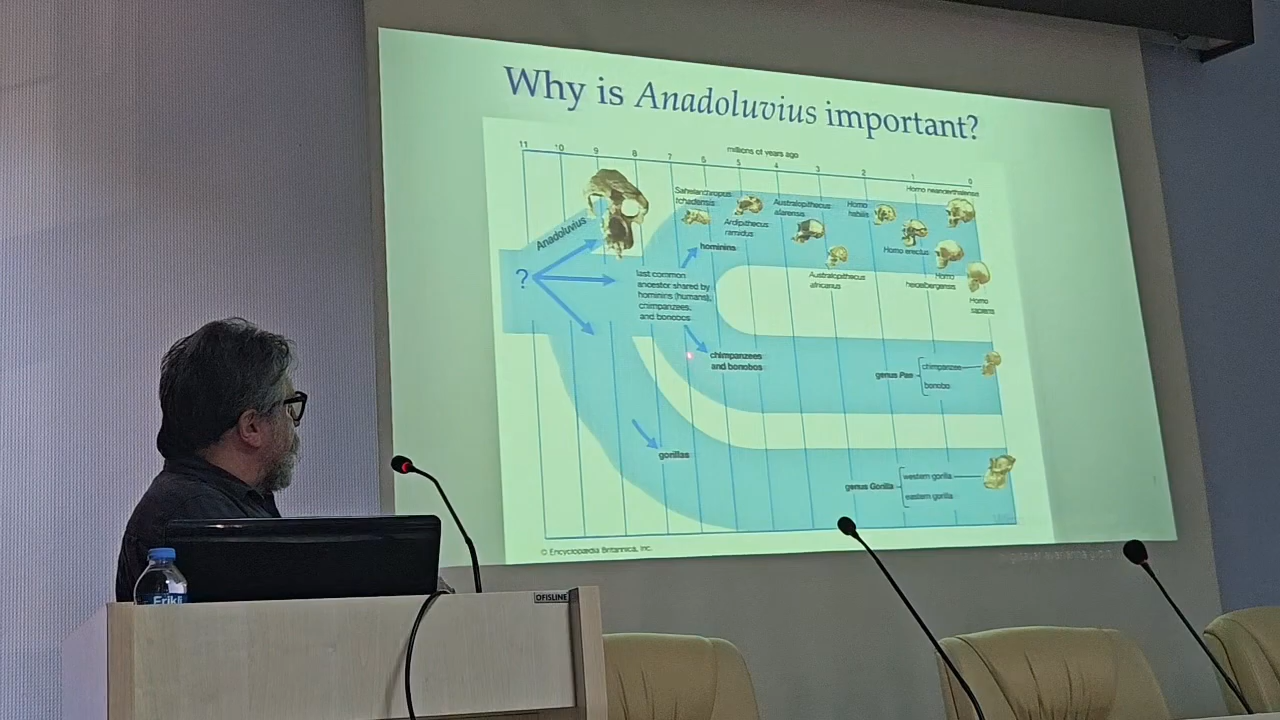 Why is Anadoluvius important?
millions of years ago
11 10 9 8 7 6 5 4 3 2 1 0
Homo neanderthalensis
Sahelanthropus
tchadensis
Ardipithecus
ramidus
Australopithecus
afarensis
Homo
habilis
Anadoluvius
hominins
Homo erectus
?
last common
ancestor shared by
hominins (humans),
chimpanzees,
and bonobos
Australopithecus
africanus
Homo
heidelbergensis
Homo
sapiens
chimpanzees
and bonobos
genus Pan
chimpanzee
bonobo
gorillas
genus Gorilla
western gorilla
eastern gorilla
© Encyclopædia Britannica, Inc.
OFISLINE
Erikli